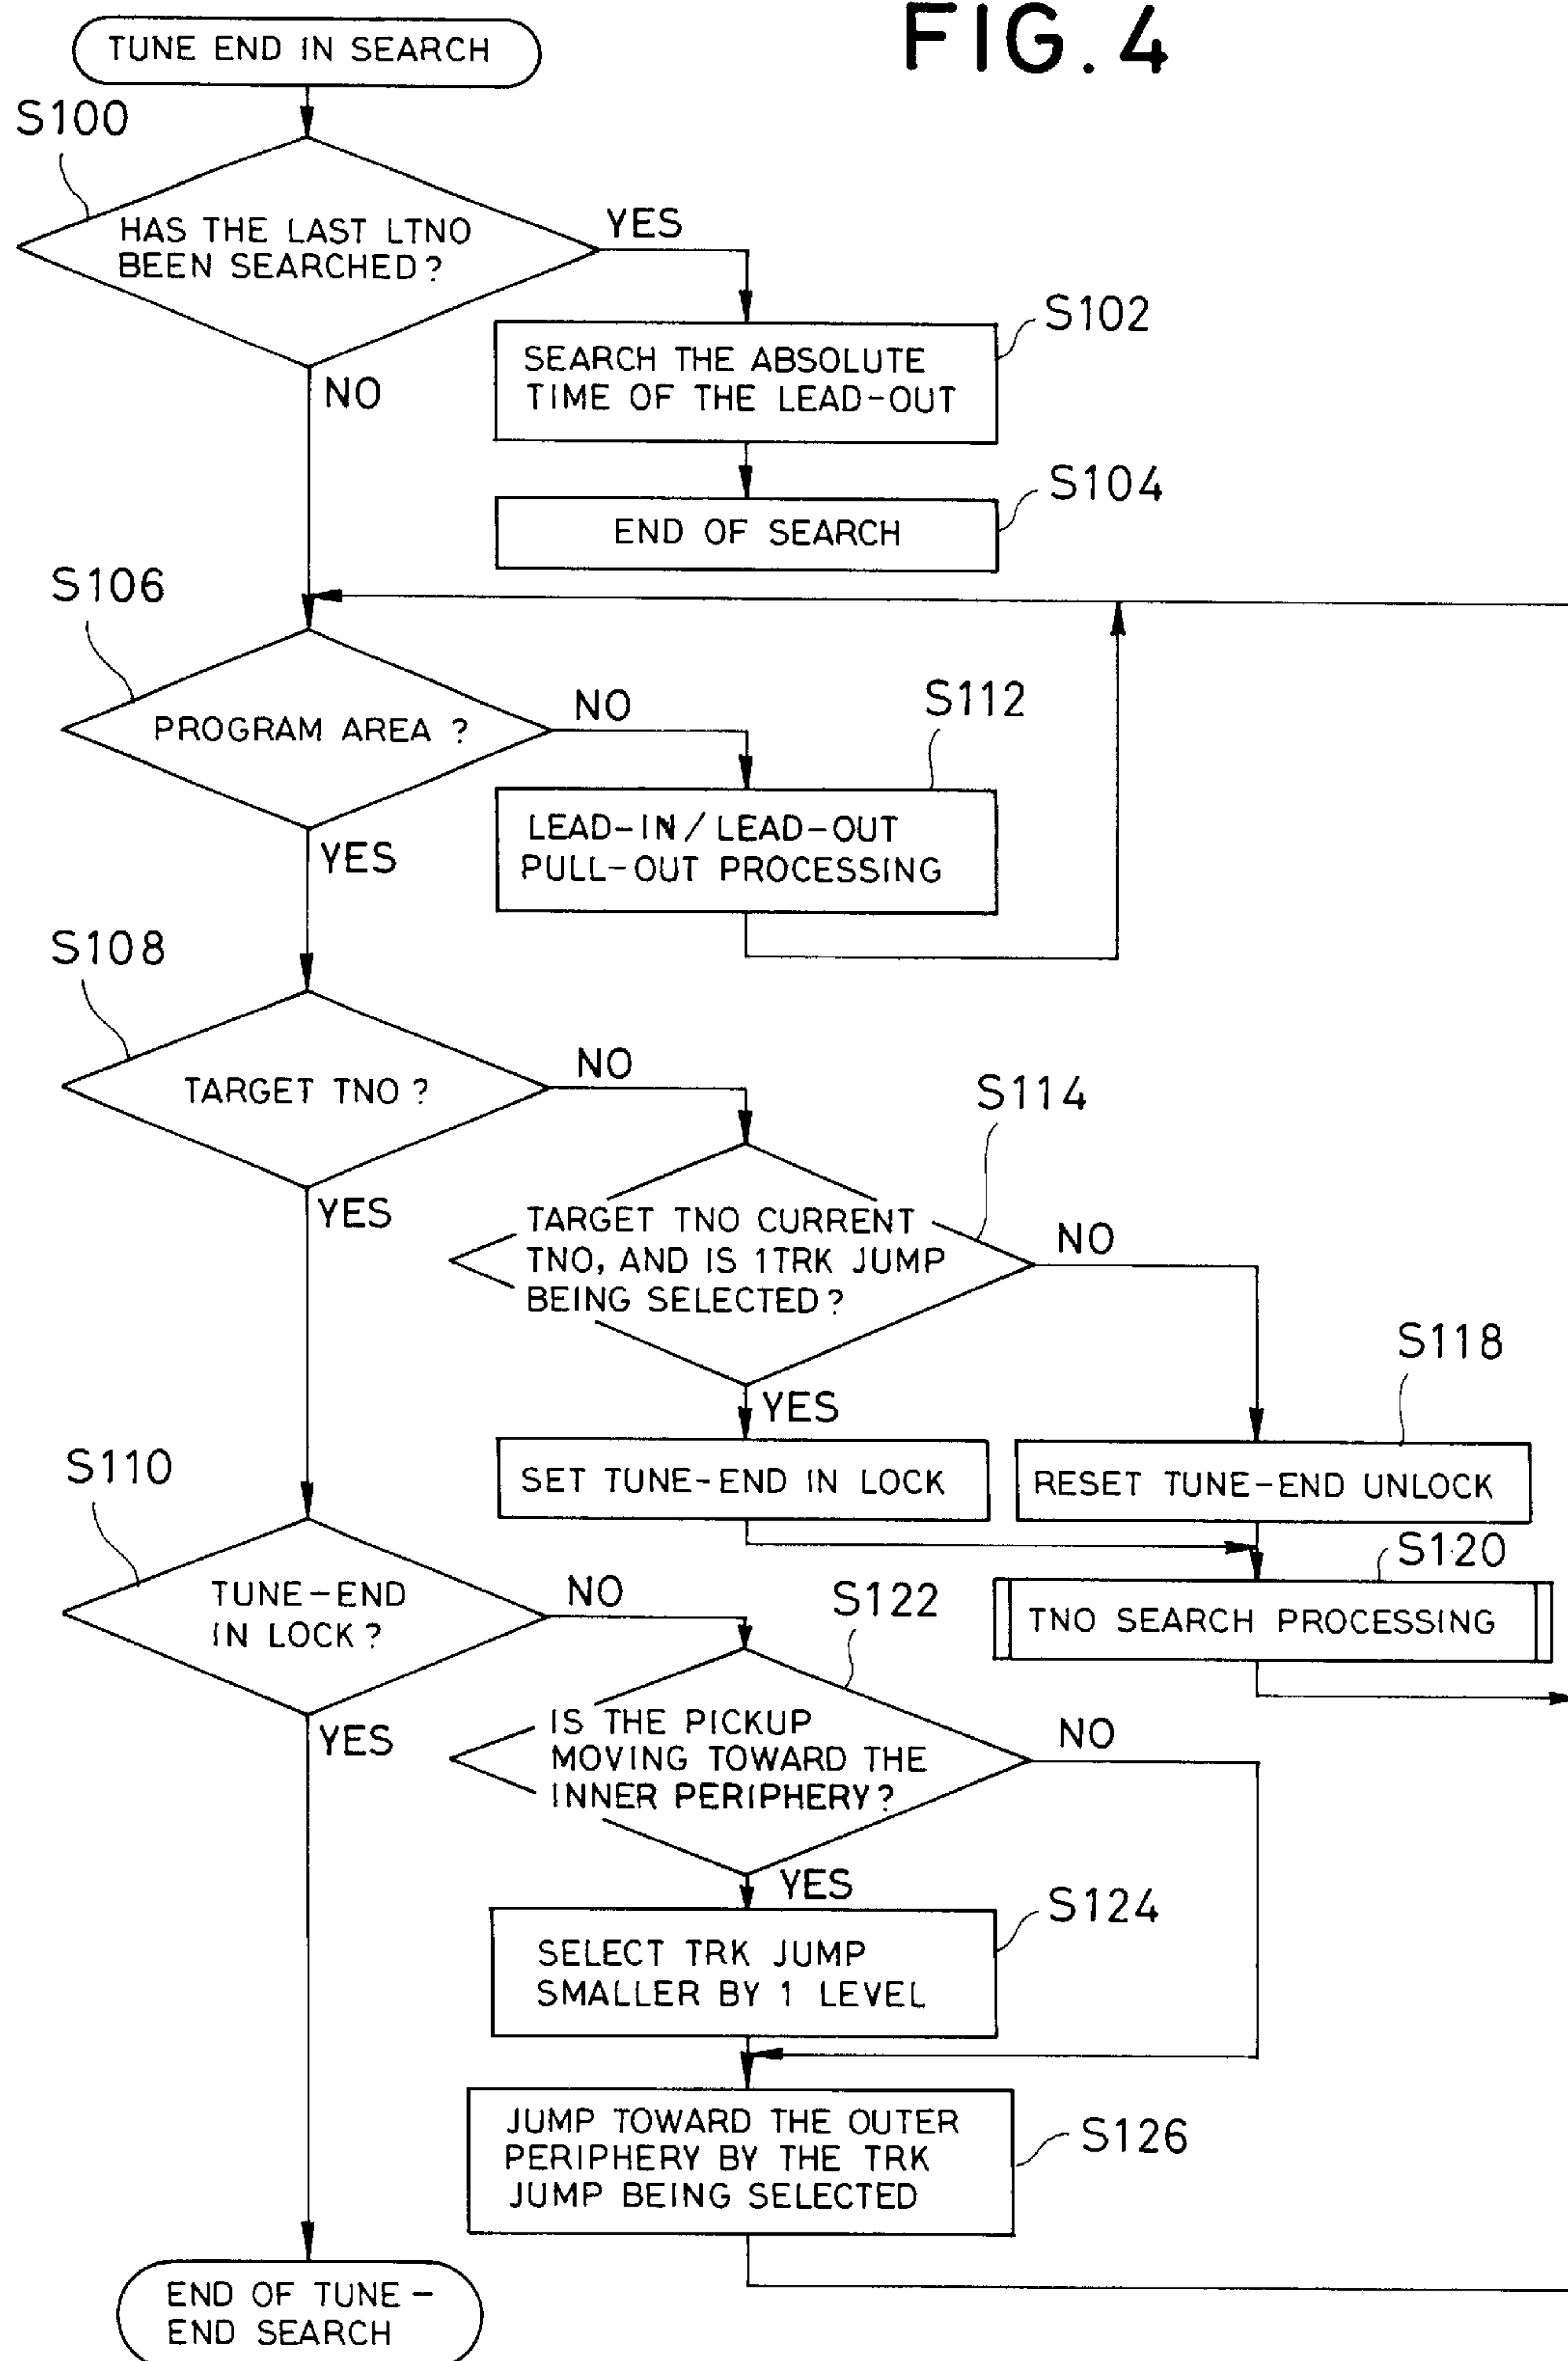 FIG. 4
TUNE END IN SEARCH
S100
HAS THE LAST LTNO
BEEN SEARCHED?
YES
NO
S102
SEARCH THE ABSOLUTE
TIME OF THE LEAD-OUT
S104
END OF SEARCH
S106
PROGRAM AREA ?
NO
YES
S112
LEAD-IN/LEAD-OUT
PULL-OUT PROCESSING
S108
TARGET TNO?
NO
YES
S114
TARGET TNO CURRENT
TNO, AND IS 1TRK JUMP
BEING SELECTED?
NO
YES
S118
SET TUNE-END IN LOCK
RESET TUNE-END UNLOCK
S120
TNO SEARCH PROCESSING
S110
TUNE-END
IN LOCK?
NO
YES
S122
IS THE PICKUP
MOVING TOWARD THE
INNER PERIPHERY?
NO
YES
S124
SELECT TRK JUMP
SMALLER BY 1 LEVEL
S126
JUMP TOWARD THE OUTER
PERIPHERY BY THE TRK
JUMP BEING SELECTED
END OF TUNE-
END SEARCH